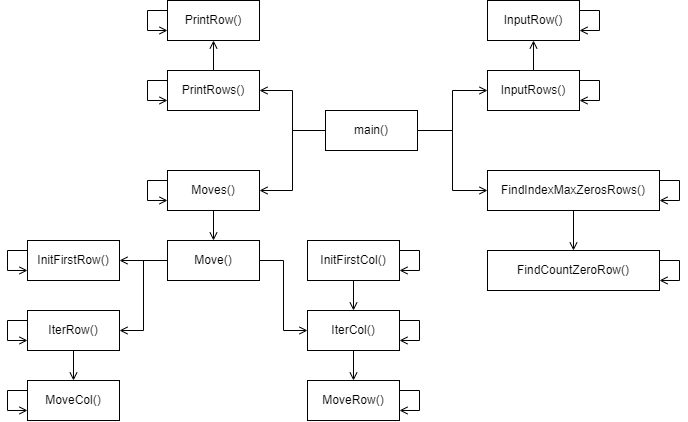 PrintRow()
InputRow()
PrintRows()
InputRows()
main()
Moves()
FindIndexMaxZerosRows()
InitFirstRow()
Move()
InitFirstCol()
FindCountZeroRow()
IterRow()
IterCol()
MoveCol()
MoveRow()